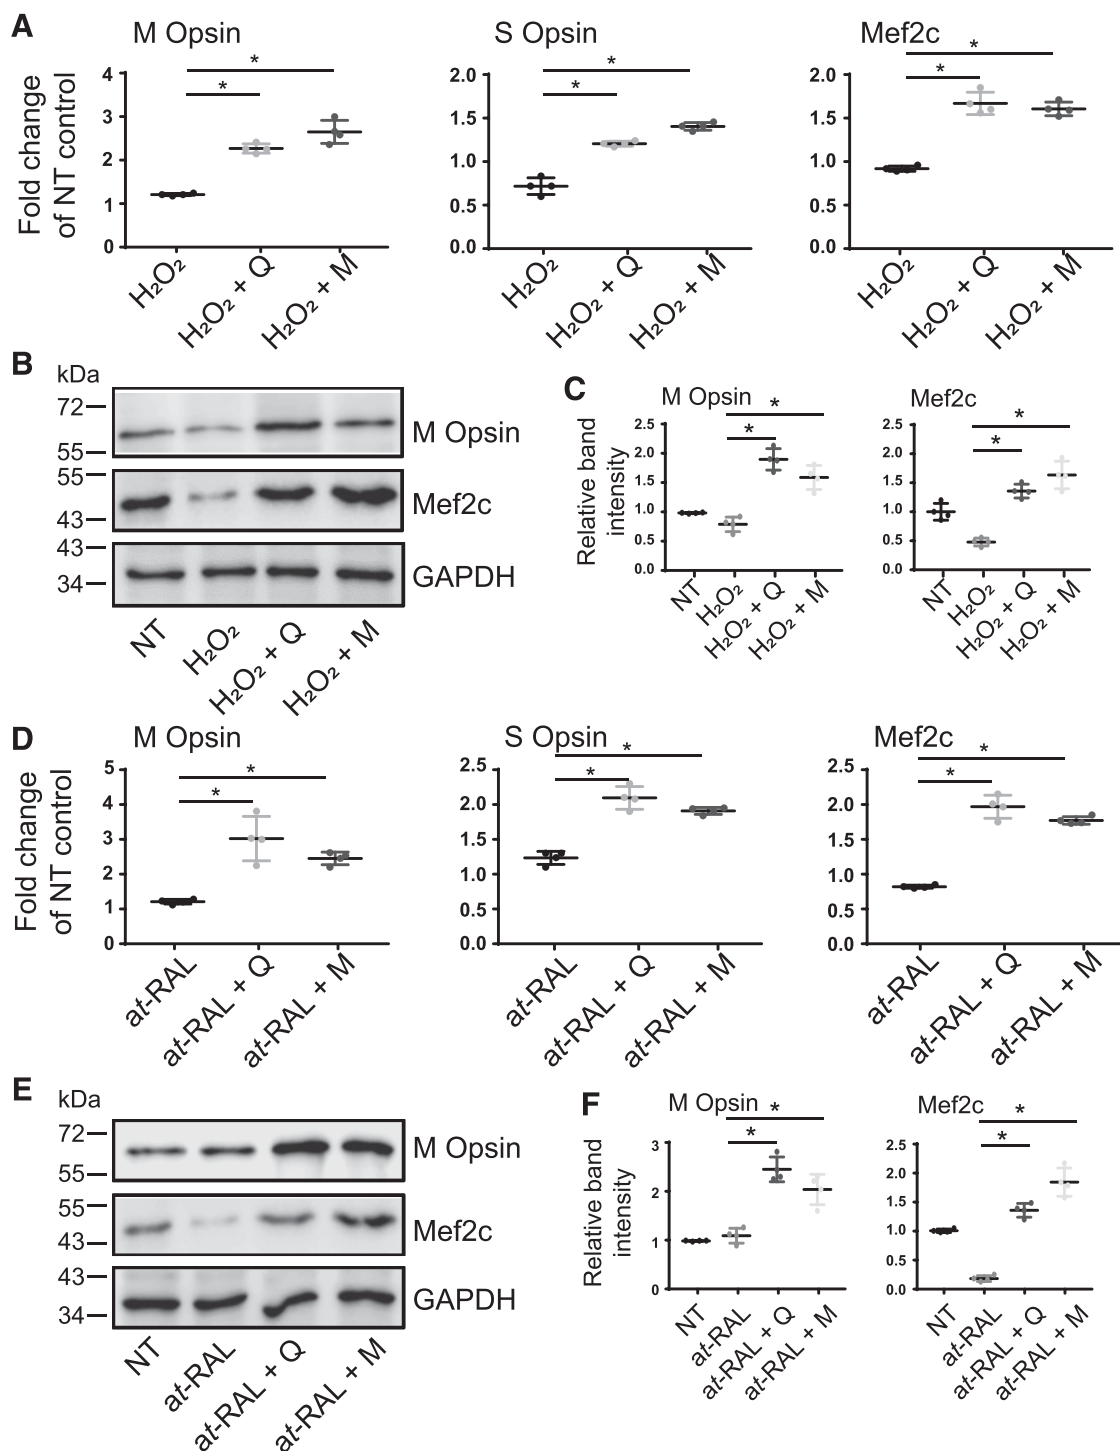 A
M Opsin
S Opsin
Mef2c
Fold change
of NT control
4
3
2
1
0
*
*
H₂O₂
H₂O₂ + Q
H₂O₂ + M
2.0
1.5
1.0
0.5
0.0
*
*
H₂O₂
H₂O₂ + Q
H₂O₂ + M
2.0
1.5
1.0
0.5
0.0
*
*
H₂O₂
H₂O₂ + Q
H₂O₂ + M
B
kDa
72
55
M Opsin
55
43
Mef2c
43
34
GAPDH
NT
H₂O₂
H₂O₂ + Q
H₂O₂ + M
C
M Opsin
Relative band
intensity
2.5
2.0
1.5
1.0
0.5
0.0
*
*
NT
H₂O₂
H₂O₂ + Q
H₂O₂ + M
Mef2c
2.5
2.0
1.5
1.0
0.5
0.0
*
*
NT
H₂O₂
H₂O₂ + Q
H₂O₂ + M
D
M Opsin
S Opsin
Mef2c
Fold change
of NT control
5
4
3
2
1
0
*
*
at-RAL
at-RAL + Q
at-RAL + M
2.5
2.0
1.5
1.0
0.5
0.0
*
*
at-RAL
at-RAL + Q
at-RAL + M
2.5
2.0
1.5
1.0
0.5
0.0
*
*
at-RAL
at-RAL + Q
at-RAL + M
E
kDa
72
55
M Opsin
55
43
Mef2c
43
34
GAPDH
NT
at-RAL
at-RAL + Q
at-RAL + M
F
M Opsin
Relative band
intensity
3
2
1
0
*
*
NT
at-RAL
at-RAL + Q
at-RAL + M
Mef2c
2.5
2.0
1.5
1.0
0.5
0.0
*
*
NT
at-RAL
at-RAL + Q
at-RAL + M